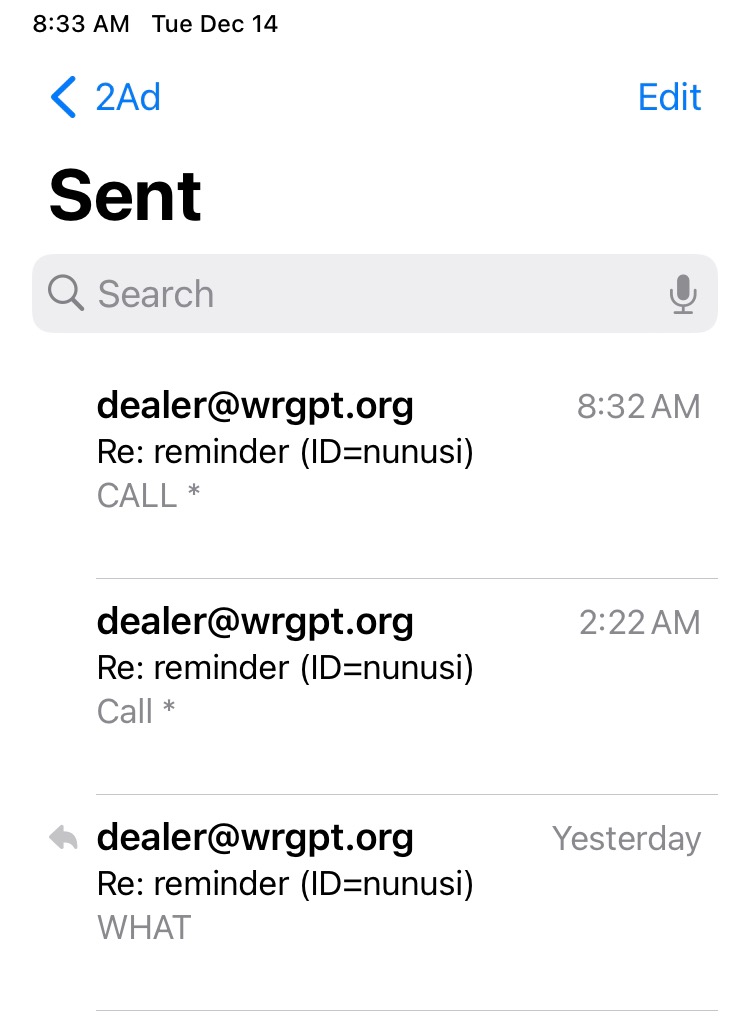 8:33 AM Tue Dec 14
2Ad Edit
Sent
Search
dealer@wrgpt.org 8:32 AM
Re: reminder (ID=nunusi)
CALL *
dealer@wrgpt.org 2:22 AM
Re: reminder (ID=nunusi)
Call *
dealer@wrgpt.org Yesterday
Re: reminder (ID=nunusi)
WHAT